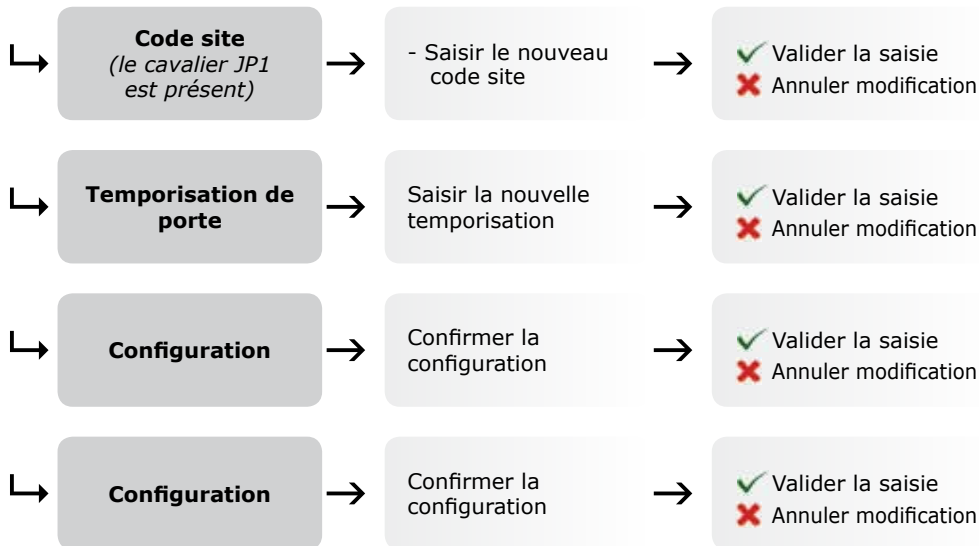 Code site
(le cavalier JP1
est présent)
- Saisir le nouveau
code site
Valider la saisie
Annuler modification
Temporisation de
porte
Saisir la nouvelle
temporisation
Valider la saisie
Annuler modification
Configuration
Confirmer la
configuration
Valider la saisie
Annuler modification
Configuration
Confirmer la
configuration
Valider la saisie
Annuler modification